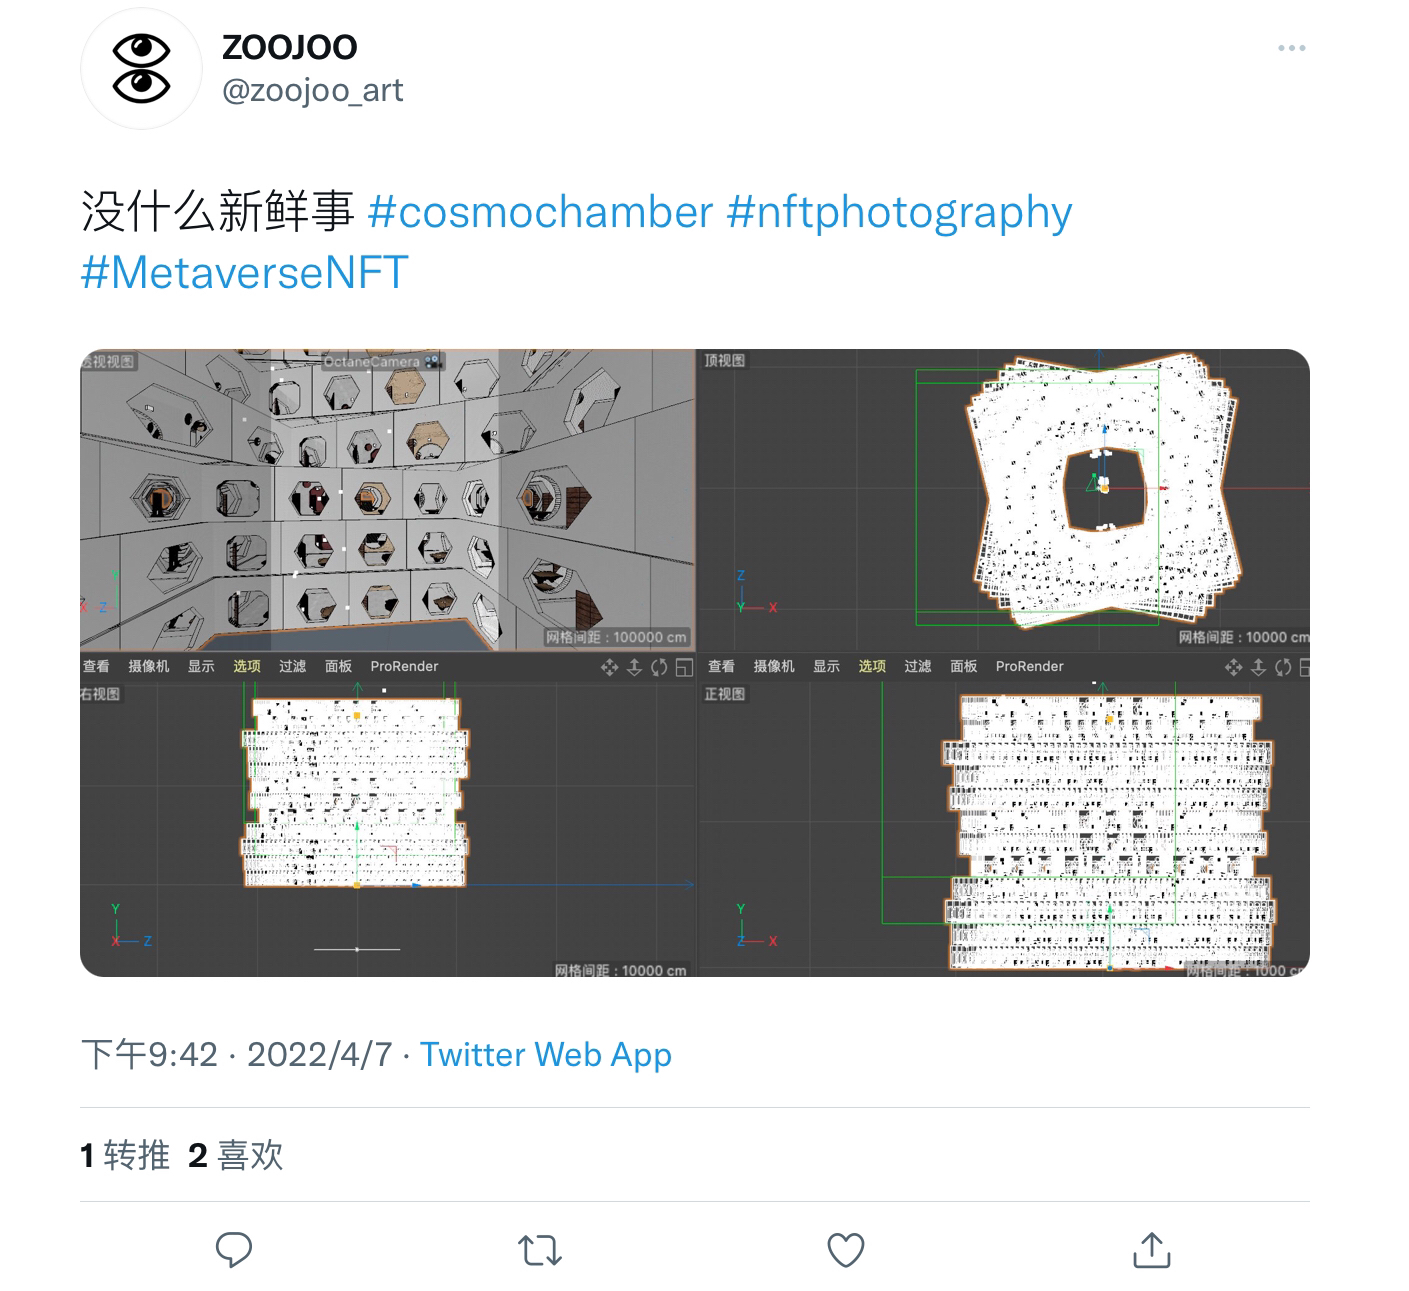 ZOOJOO
@zoojoo_art
没什么新鲜事 #cosmochamber #nftphotography
#MetaverseNFT
透视视图
OctaneCamera
Y
X Z
网格间距 : 100000 cm
顶视图
Z
Y X
网格间距 : 10000 cm
查看 摄像机 显示 选项 过滤 面板 ProRender
查看 摄像机 显示 选项 过滤 面板 ProRender
右视图
Y
X Z
网格间距 : 10000 cm
正视图
Y
Z X
网格间距 : 1000 cm
下午9:42 · 2022/4/7 · Twitter Web App
1 转推 2 喜欢